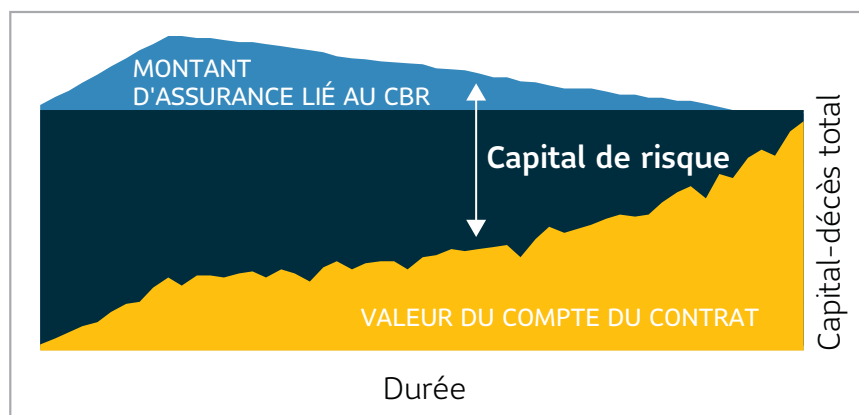 MONTANT
D'ASSURANCE LIÉ AU CBR
Capital de risque
VALEUR DU COMPTE DU CONTRAT
Capital-décès total
Durée